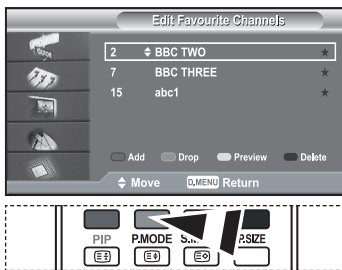 Edit Favourite Channels
2 BBC TWO ★
7 BBC THREE ★
15 abc1 ★
Add Drop Preview Delete
Move D.MENU Return
PIP P.MODE P.SIZE